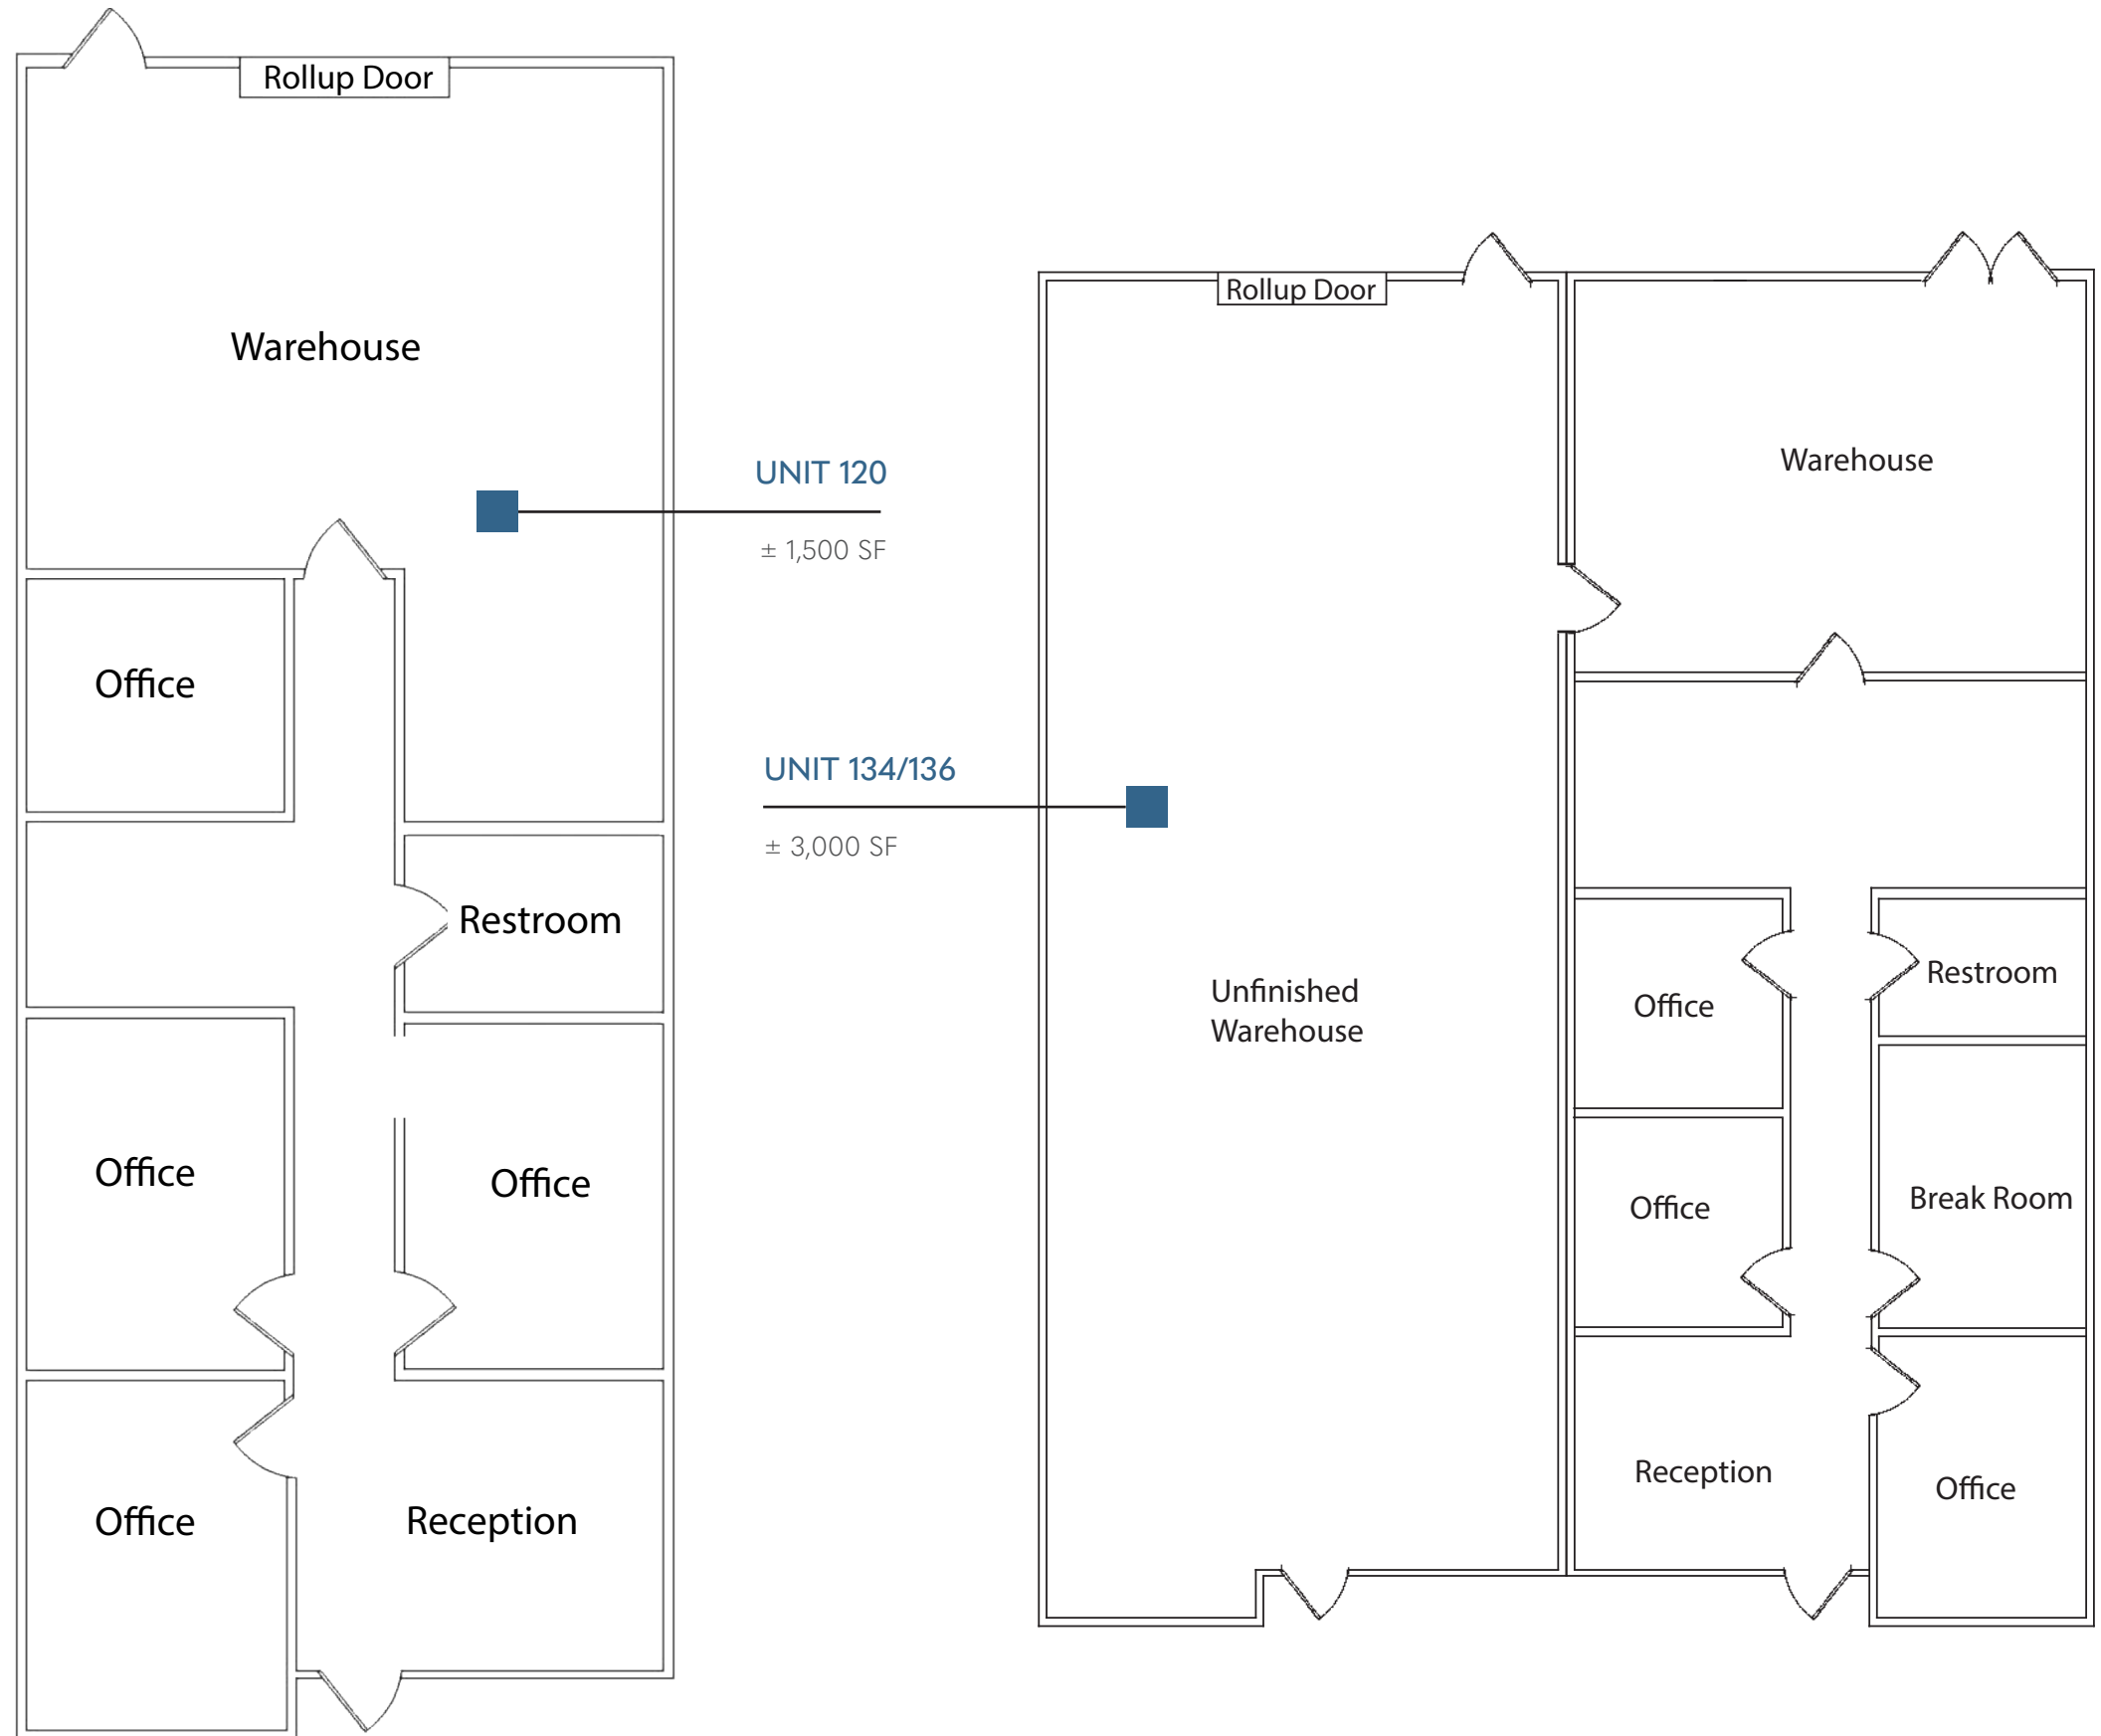 Rollup Door
Warehouse
Office
Restroom
Office
Office
Office
Reception
UNIT 120
± 1,500 SF
UNIT 134/136
± 3,000 SF
Rollup Door
Warehouse
Unfinished
Warehouse
Office
Restroom
Office
Break Room
Reception
Office